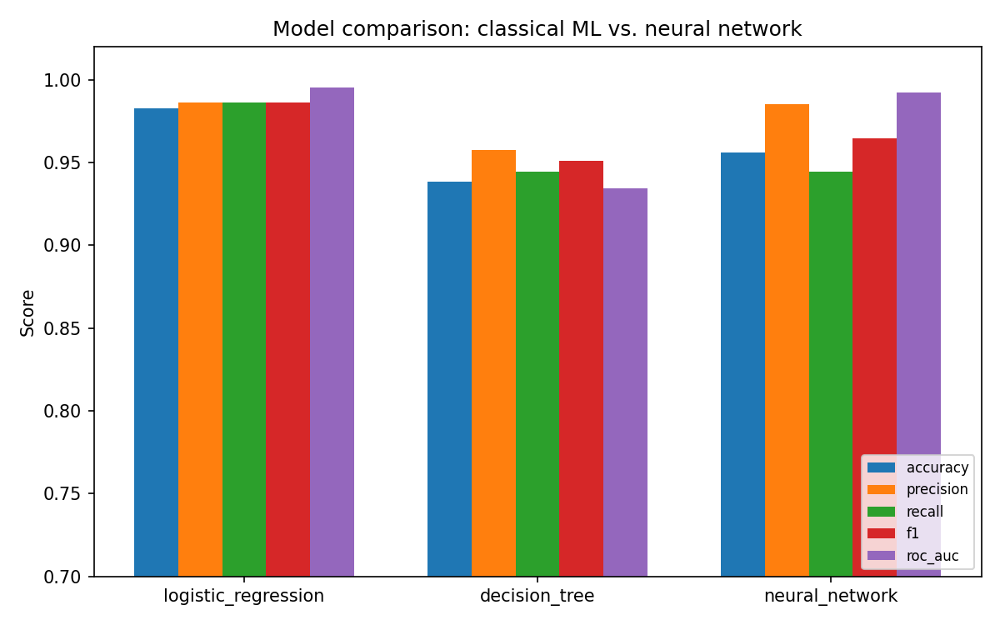 Model comparison: classical ML vs. neural network
Score
1.00
0.95
0.90
0.85
0.80
0.75
0.70
logistic_regression
decision_tree
neural_network
accuracy
precision
recall
f1
roc_auc